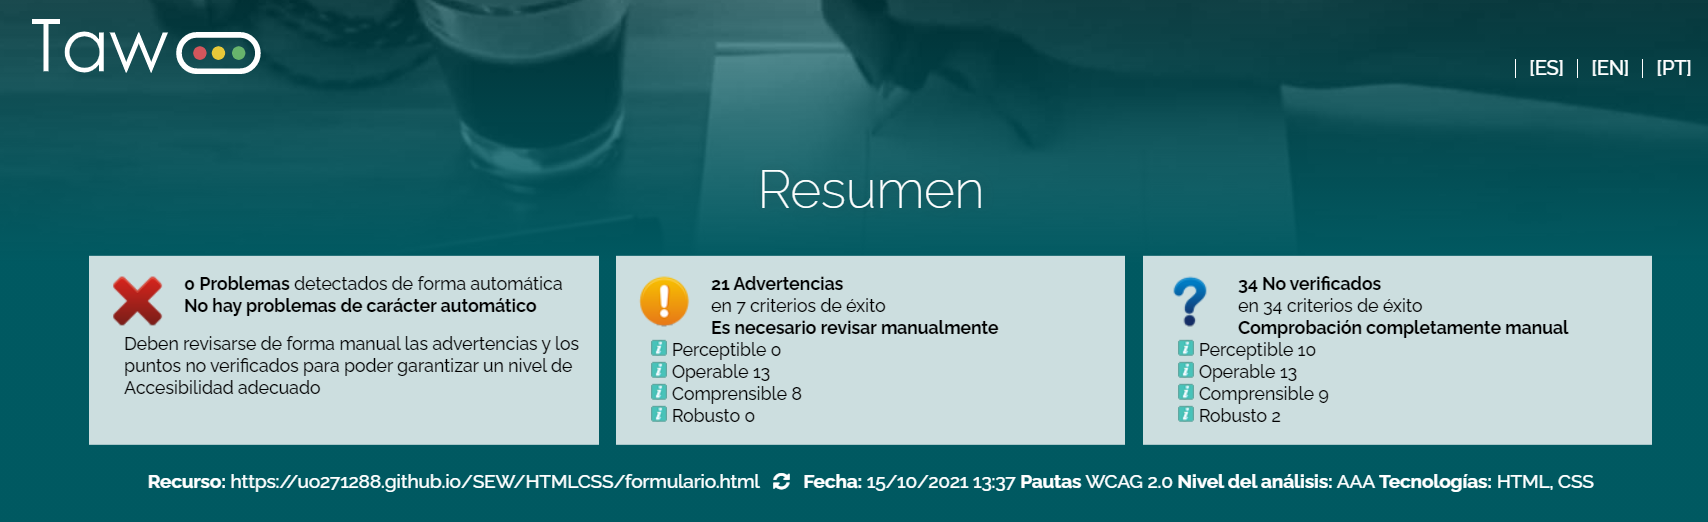 Taw
[ES] [EN] [PT]
Resumen
0 Problemas detectados de forma automática
No hay problemas de carácter automático
Deben revisarse de forma manual las advertencias y los
puntos no verificados para poder garantizar un nivel de
Accesibilidad adecuado
21 Advertencias
en 7 criterios de éxito
Es necesario revisar manualmente
Perceptible 0
Operable 13
Comprensible 8
Robusto 0
34 No verificados
en 34 criterios de éxito
Comprobación completamente manual
Perceptible 10
Operable 13
Comprensible 9
Robusto 2
Recurso: https://uo271288.github.io/SEW/HTMLCSS/formulario.html Fecha: 15/10/2021 13:37 Pautas WCAG 2.0 Nivel del análisis: AAA Tecnologías: HTML, CSS